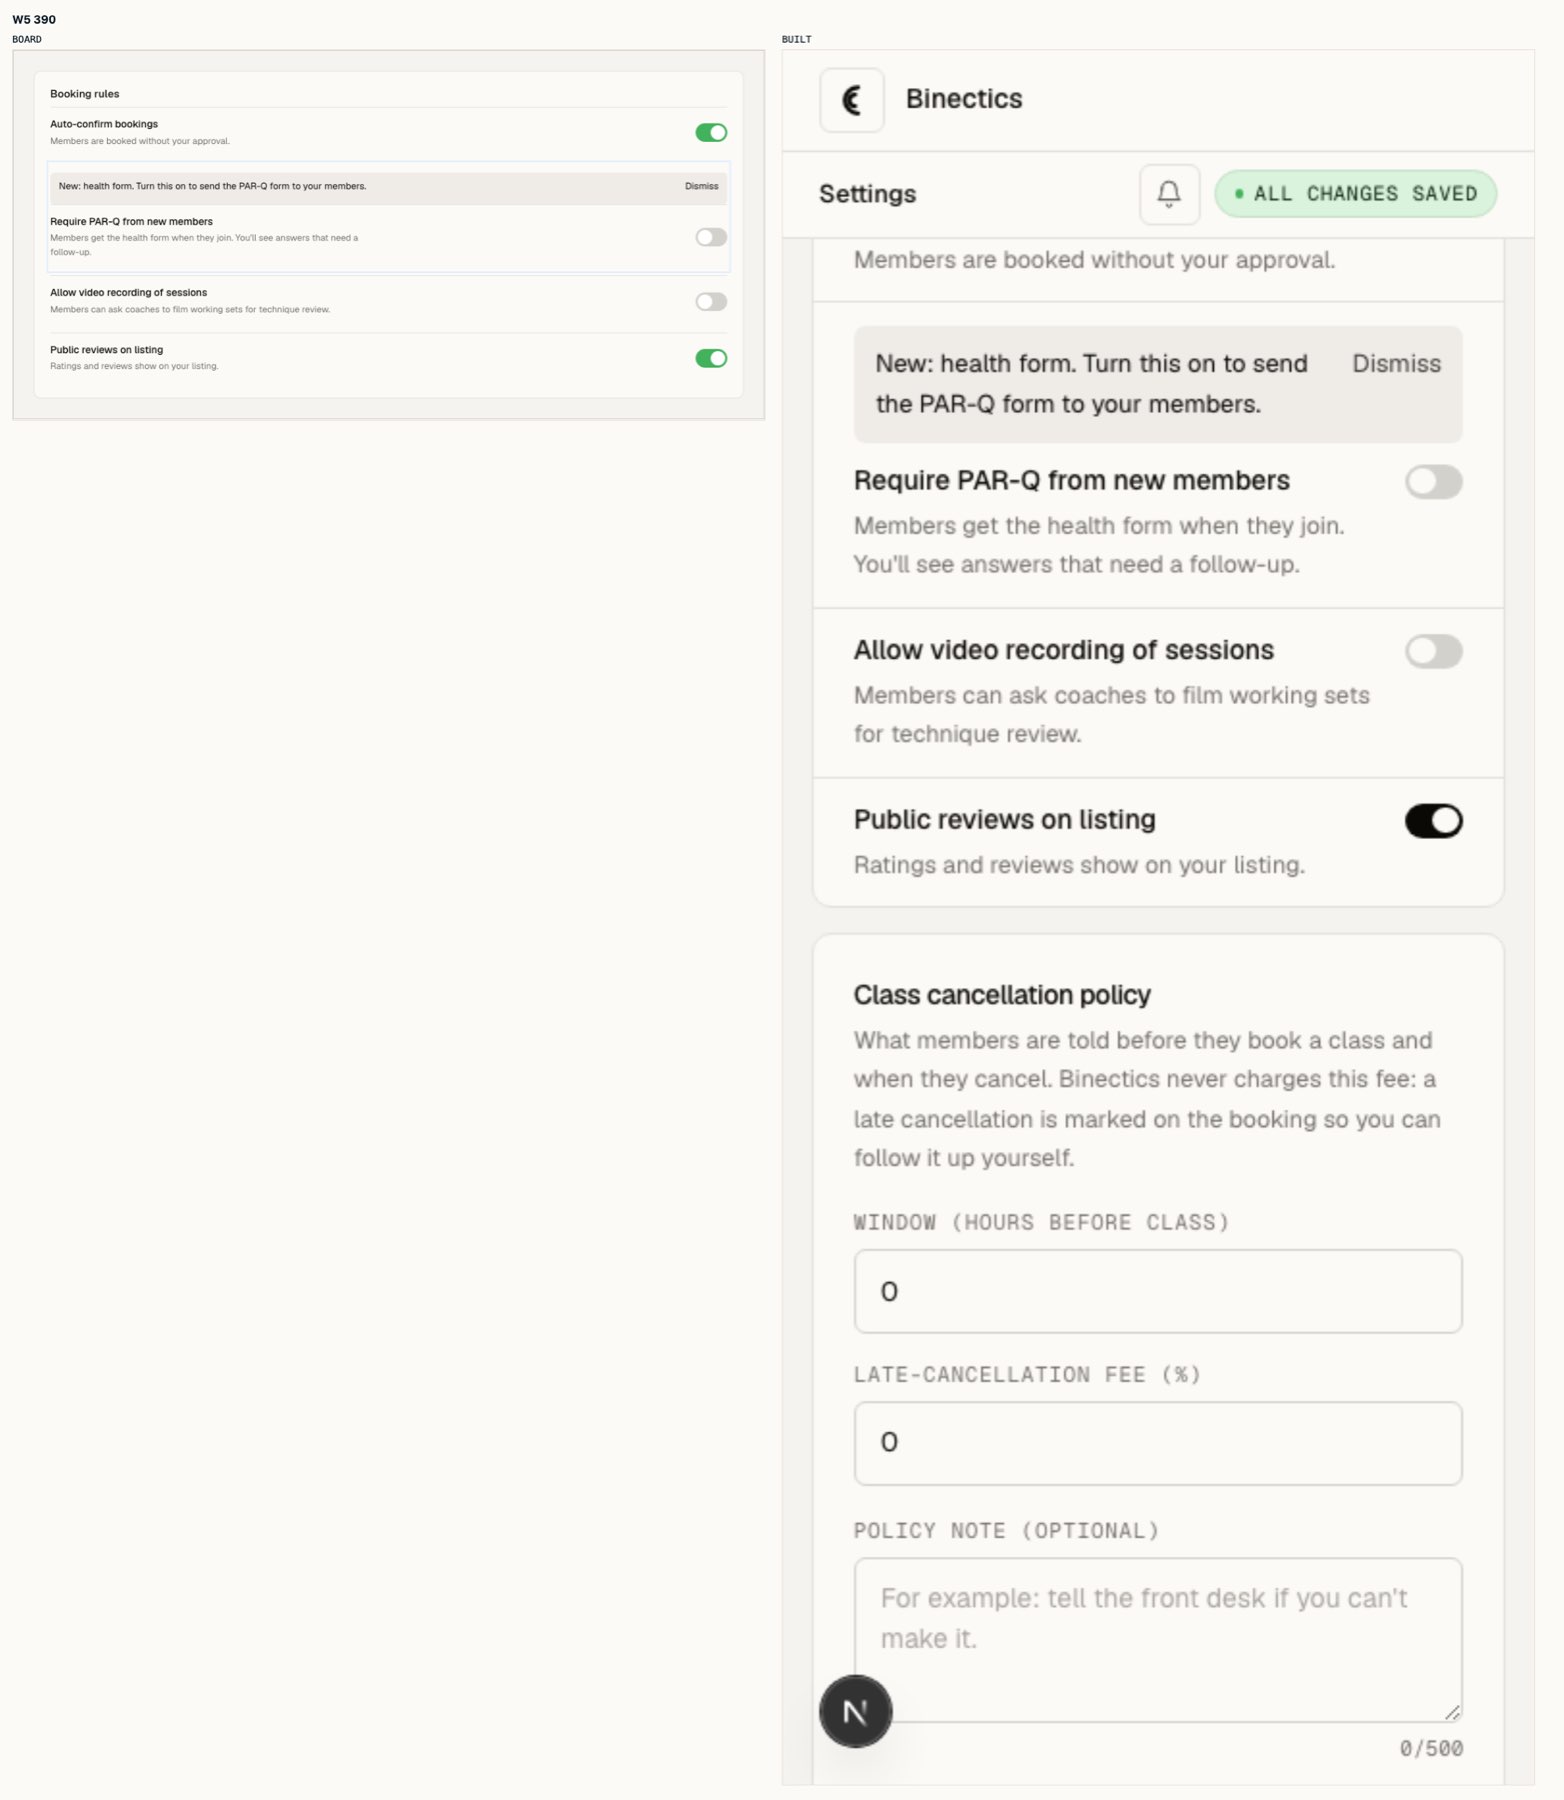 W5 390
BOARD
Booking rules
Auto-confirm bookings
Members are booked without your approval.
New: health form. Turn this on to send the PAR-Q form to your members.
Dismiss
Require PAR-Q from new members
Members get the health form when they join. You'll see answers that need a
follow-up.
Allow video recording of sessions
Members can ask coaches to film working sets for technique review.
Public reviews on listing
Ratings and reviews show on your listing.
BUILT
Binectics
Settings
ALL CHANGES SAVED
Members are booked without your approval.
New: health form. Turn this on to send
the PAR-Q form to your members.
Dismiss
Require PAR-Q from new members
Members get the health form when they join.
You'll see answers that need a follow-up.
Allow video recording of sessions
Members can ask coaches to film working sets
for technique review.
Public reviews on listing
Ratings and reviews show on your listing.
Class cancellation policy
What members are told before they book a class and
when they cancel. Binectics never charges this fee: a
late cancellation is marked on the booking so you can
follow it up yourself.
WINDOW (HOURS BEFORE CLASS)
0
LATE-CANCELLATION FEE (%)
0
POLICY NOTE (OPTIONAL)
For example: tell the front desk if you can't
make it.
N
0/500